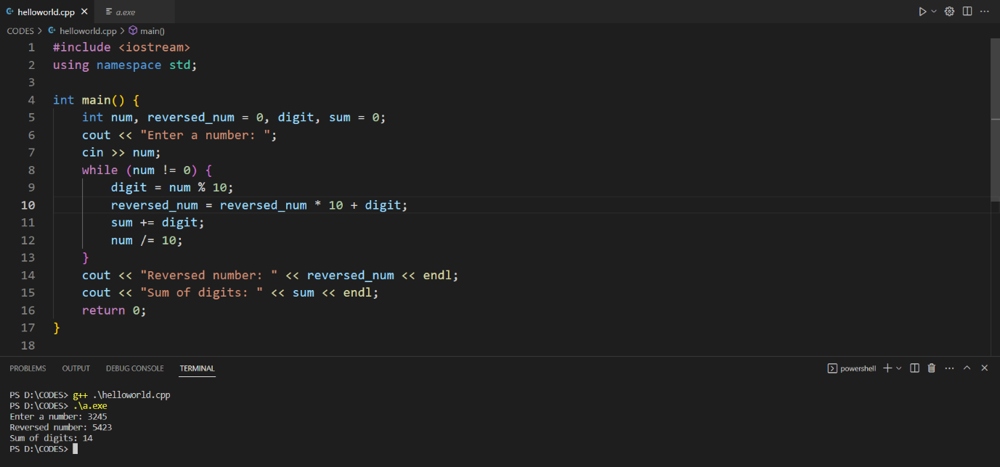 helloworld.cpp a.exe
CODES > helloworld.cpp > main()
1 #include <iostream>
2 using namespace std;
3
4 int main() {
5     int num, reversed_num = 0, digit, sum = 0;
6     cout << "Enter a number: ";
7     cin >> num;
8     while (num != 0) {
9         digit = num % 10;
10         reversed_num = reversed_num * 10 + digit;
11         sum += digit;
12         num /= 10;
13     }
14     cout << "Reversed number: " << reversed_num << endl;
15     cout << "Sum of digits: " << sum << endl;
16     return 0;
17 }
18
PROBLEMS OUTPUT DEBUG CONSOLE TERMINAL powershell
PS D:\CODES> g++ .\helloworld.cpp
PS D:\CODES> .\a.exe
Enter a number: 3245
Reversed number: 5423
Sum of digits: 14
PS D:\CODES>